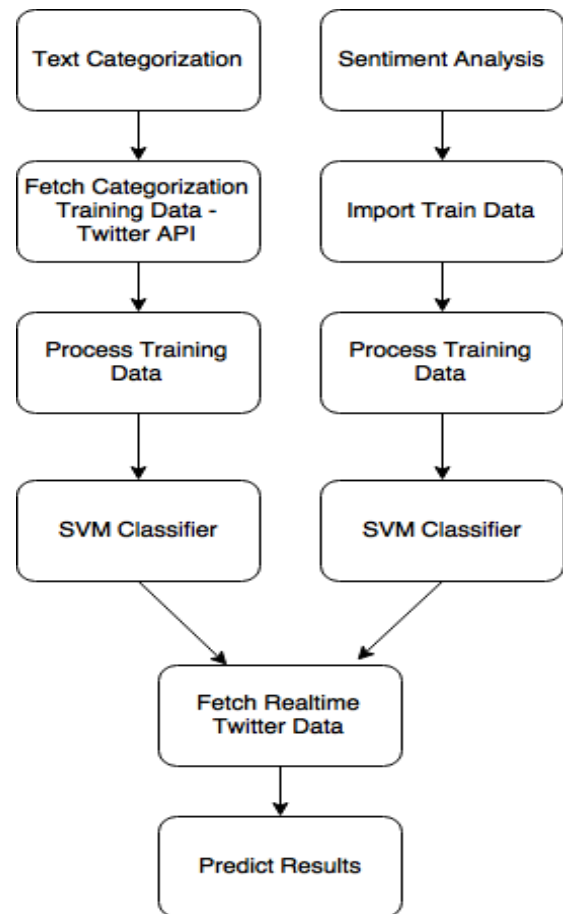 Text Categorization
Sentiment Analysis
Fetch Categorization
Training Data -
Twitter API
Import Train Data
Process Training
Data
Process Training
Data
SVM Classifier
SVM Classifier
Fetch Realtime
Twitter Data
Predict Results